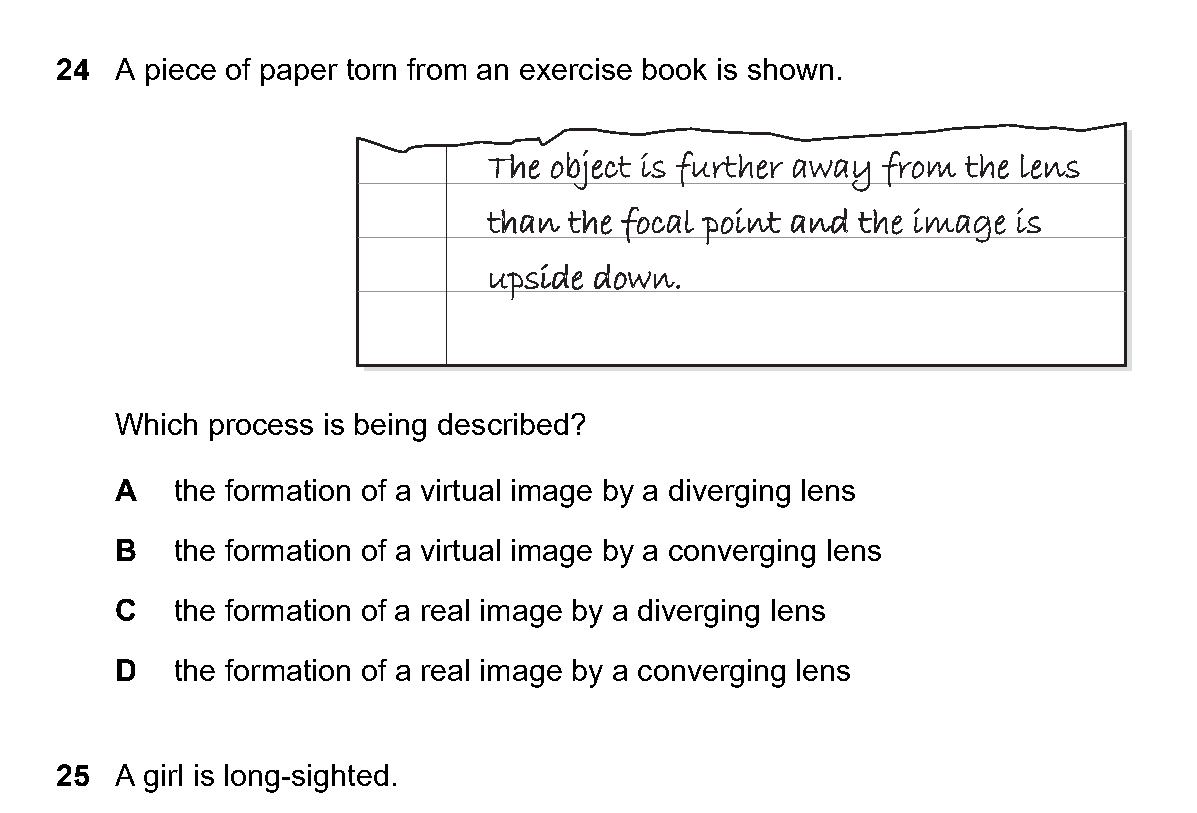 24 A piece of paper torn from an exercise book is shown.
The object is further away from the lens
than the focal point and the image is
upside down.
Which process is being described?
A the formation of a virtual image by a diverging lens
B the formation of a virtual image by a converging lens
C the formation of a real image by a diverging lens
D the formation of a real image by a converging lens
25 A girl is long-sighted.